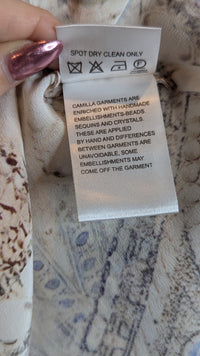 SPOT DRY CLEAN ONLY
CAMILLA GARMENTS ARE
ENRICHED WITH HANDMADE
EMBELLISHMENTS-BEADS,
SEQUINS AND CRYSTALS.
THESE ARE APPLIED
BY HAND AND DIFFERENCES
BETWEEN GARMENTS ARE
UNAVOIDABLE, SOME
EMBELLISHMENTS MAY
COME OFF THE GARMENT